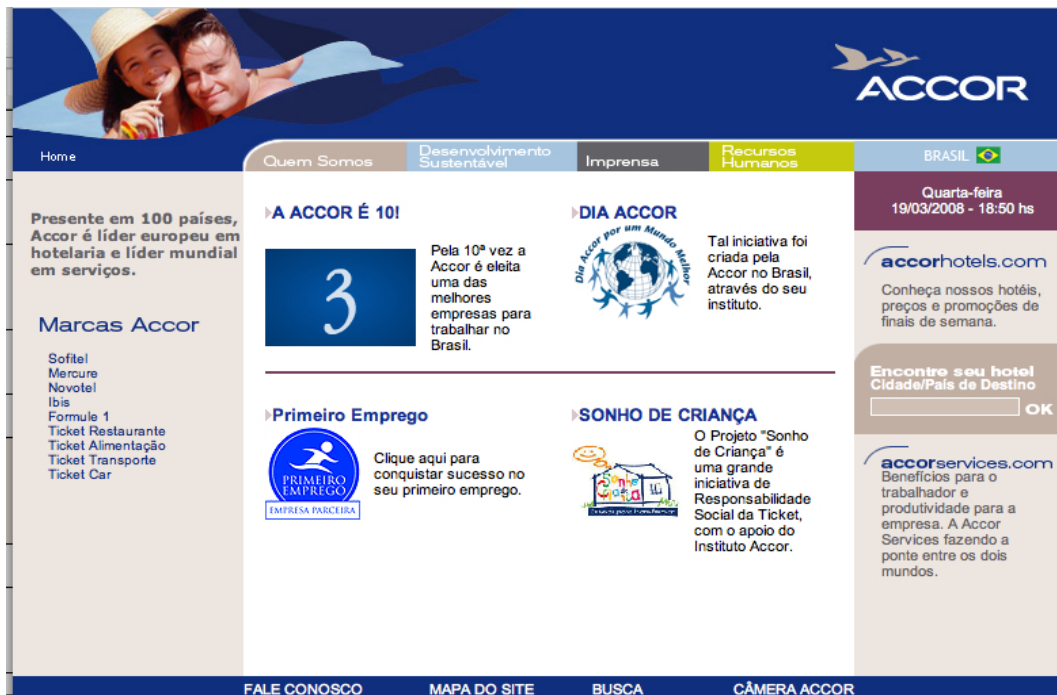 ACCOR
Home
Quem Somos
Desenvolvimento
Sustentável
Imprensa
Recursos
Humanos
BRASIL
Presente em 100 países,
Accor é líder europeu em
hotelaria e líder mundial
em serviços.
Marcas Accor
Sofitel
Mercure
Novotel
Ibis
Formule 1
Ticket Restaurante
Ticket Alimentação
Ticket Transporte
Ticket Car
A ACCOR É 10!
3
Pela 10ª vez a
Accor é eleita
uma das
melhores
empresas para
trabalhar no
Brasil.
DIA ACCOR
Dia Accor por um Mundo Melhor
Tal iniciativa foi
criada pela
Accor no Brasil,
através do seu
instituto.
Primeiro Emprego
PRIMEIRO
EMPREGO
EMPRESA PARCEIRA
Clique aqui para
conquistar sucesso no
seu primeiro emprego.
SONHO DE CRIANÇA
Sonho
de Criança
O Projeto "Sonho
de Criança" é
uma grande
iniciativa de
Responsabilidade
Social da Ticket,
com o apoio do
Instituto Accor.
Quarta-feira
19/03/2008 - 18:50 hs
accorhotels.com
Conheça nossos hotéis,
preços e promoções de
finais de semana.
Encontre seu hotel
Cidade/País de Destino
OK
accorservices.com
Benefícios para o
trabalhador e
produtividade para a
empresa. A Accor
Services fazendo a
ponte entre os dois
mundos.
FALE CONOSCO
MAPA DO SITE
BUSCA
CÂMERA ACCOR